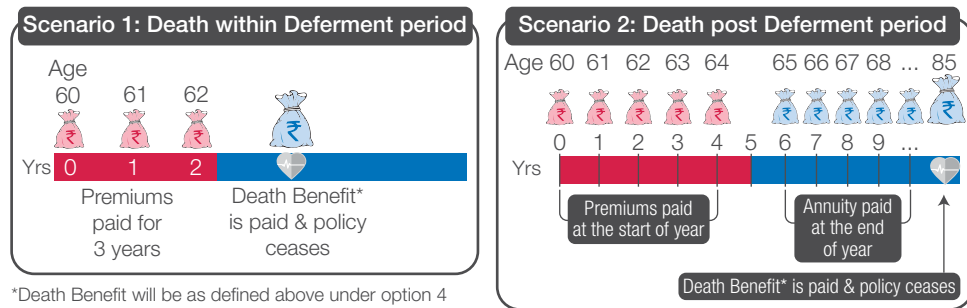 Scenario 1: Death within Deferment period
Age
60 61 62
₹ ₹ ₹ ₹
Yrs 0 1 2
Premiums
paid for
3 years
Death Benefit*
is paid & policy
ceases
*Death Benefit will be as defined above under option 4
Scenario 2: Death post Deferment period
Age 60 61 62 63 64 65 66 67 68 ... 85
₹ ₹ ₹ ₹ ₹ ₹ ₹ ₹ ₹ ₹ ₹
0 1 2 3 4 5 6 7 8 9 ...
Yrs
Premiums paid
at the start of year
Annuity paid
at the end
of year
Death Benefit* is paid & policy ceases